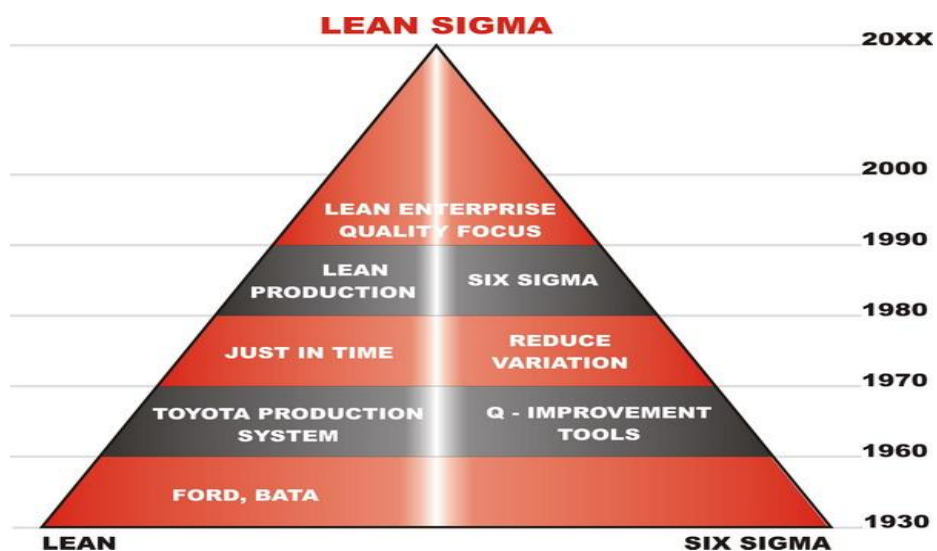 LEAN SIGMA
20XX
2000
LEAN ENTERPRISE
QUALITY FOCUS
1990
LEAN
PRODUCTION
SIX SIGMA
1980
JUST IN TIME
REDUCE
VARIATION
1970
TOYOTA PRODUCTION
SYSTEM
Q - IMPROVEMENT
TOOLS
1960
FORD, BATA
1930
LEAN
SIX SIGMA